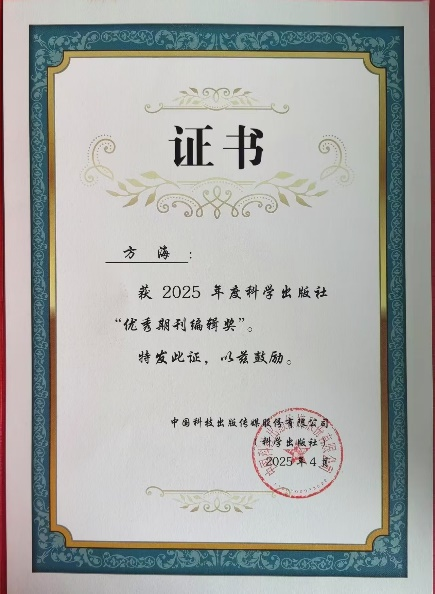 证书
方 海 :
获 2025 年度科学出版社
“优秀期刊编辑奖”。
特发此证，以兹鼓励。
中国科技出版传媒股份有限公司
（科学出版社）
2025 年 4 月